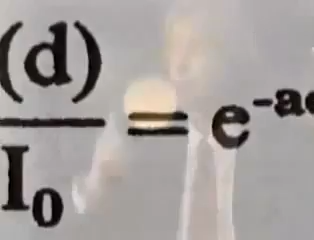 (d)
— = e^-a
I₀